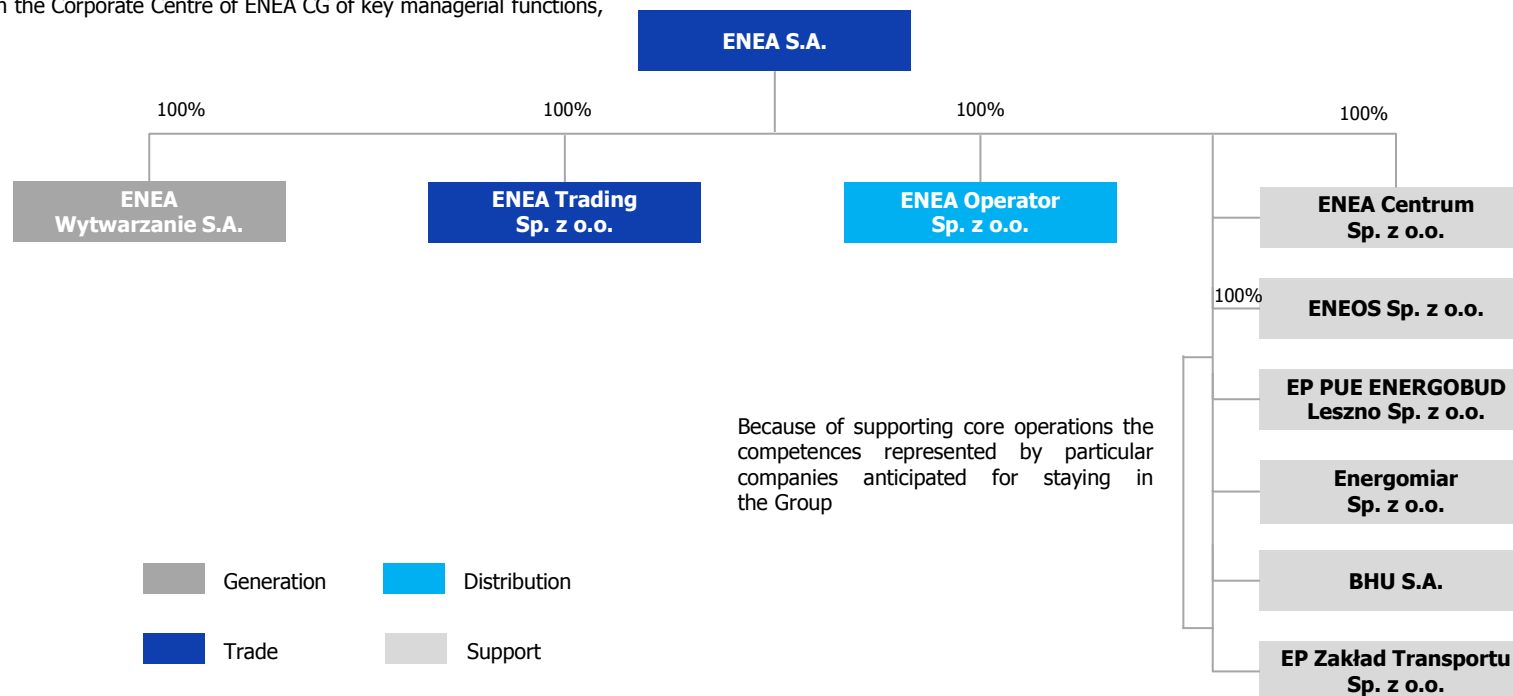 the Corporate Centre of ENEA CG of key managerial functions,
ENEA S.A.
100%
100%
100%
100%
ENEA
Wytwarzanie S.A.
ENEA Trading
Sp. z o.o.
ENEA Operator
Sp. z o.o.
ENEA Centrum
Sp. z o.o.
100%
ENEOS Sp. z o.o.
EP PUE ENERGOBUD
Leszno Sp. z o.o.
Because of supporting core operations the
competences represented by particular
companies anticipated for staying in
the Group
Energomiar
Sp. z o.o.
BHU S.A.
EP Zakład Transportu
Sp. z o.o.
Generation
Distribution
Trade
Support